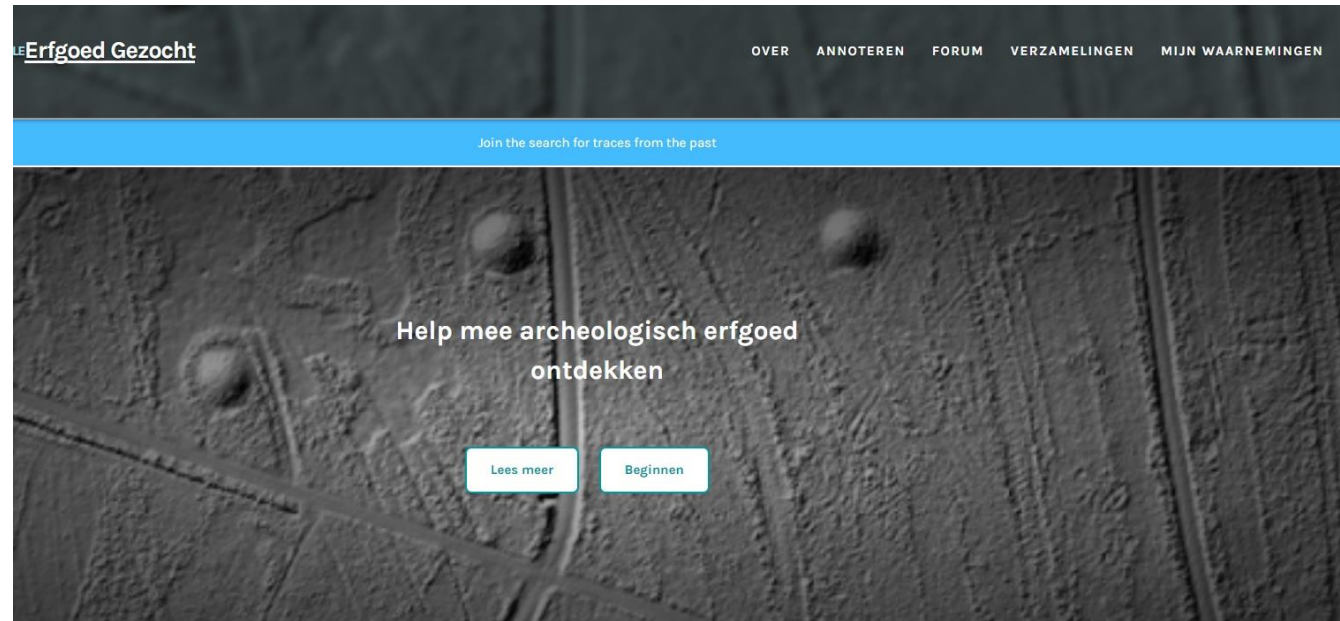 Erfgoed Gezocht
OVER ANNOTEREN FORUM VERZAMELINGEN MIJN WAARNEMINGEN
Join the search for traces from the past
Help mee archeologisch erfgoed
ontdekken
Lees meer Beginnen